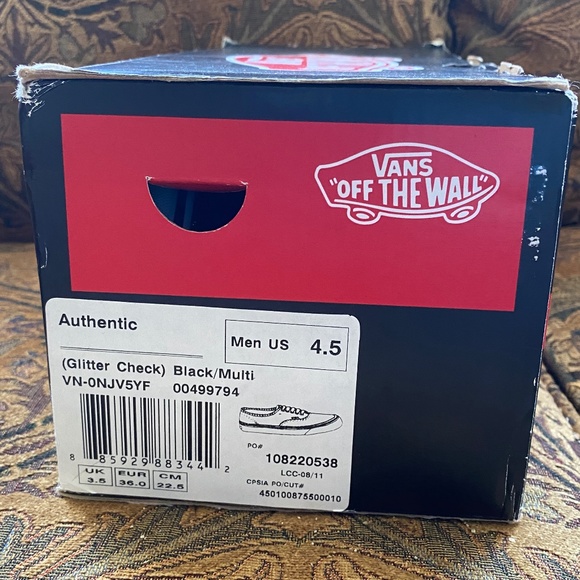 VANS
"OFF THE WALL"
Authentic
Men US 4.5
(Glitter Check) Black/Multi
VN-0NJV5YF 00499794
PO# 108220538
LCC-08/11
CPSIA PO/CUT#
450100875500010
8 85929 88344 2
UK EUR CM
3.5 36.0 22.5